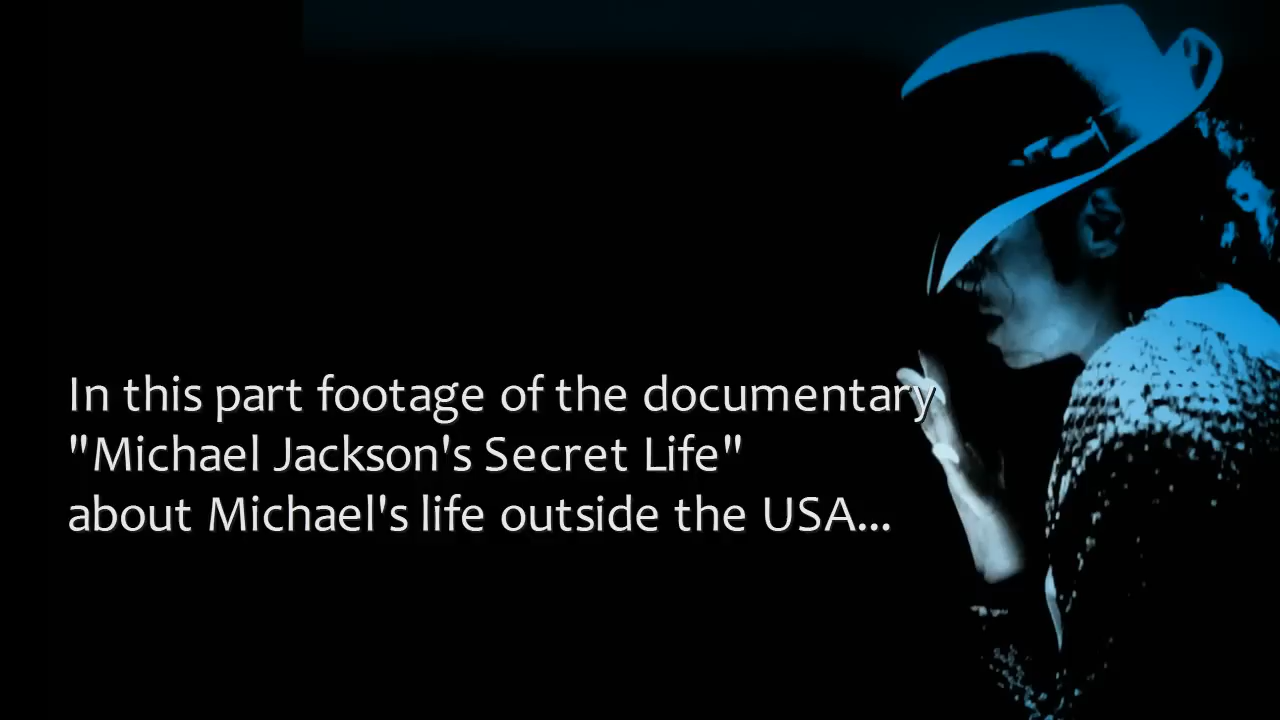 In this part footage of the documentary
"Michael Jackson's Secret Life"
about Michael's life outside the USA...